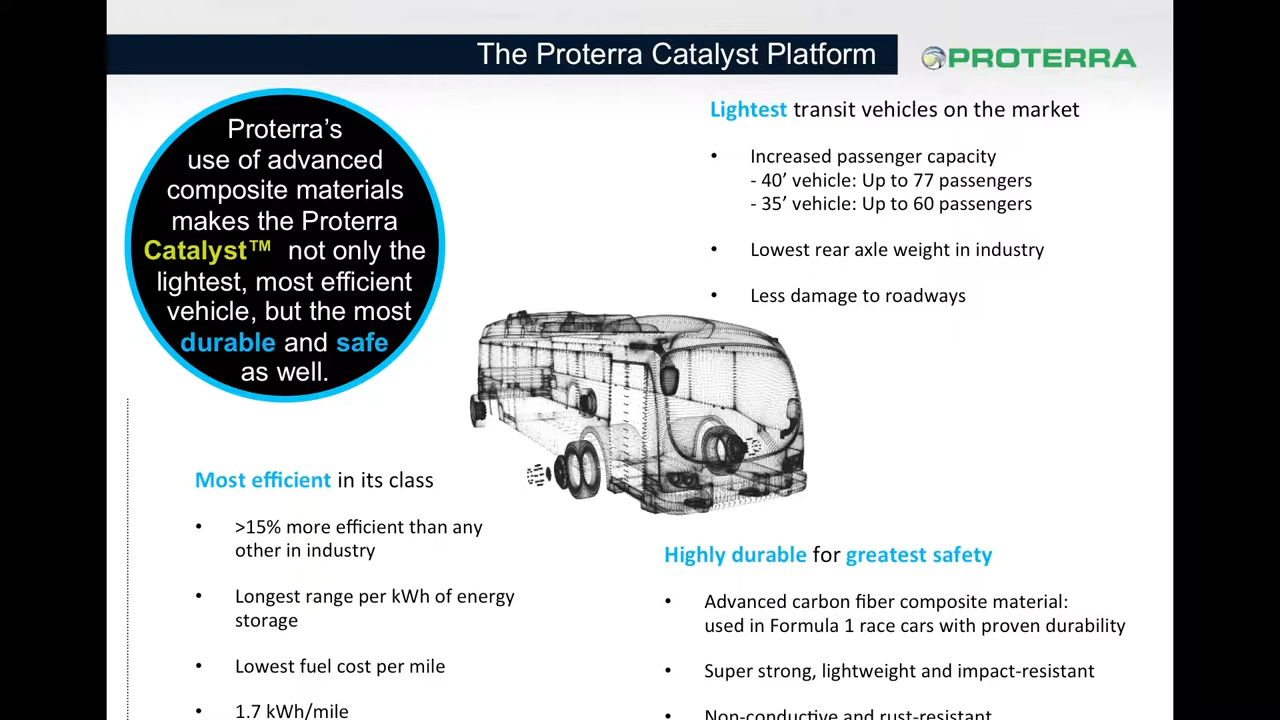 The Proterra Catalyst Platform
PROTERRA
Proterra’s
use of advanced
composite materials
makes the Proterra
Catalyst™ not only the
lightest, most efficient
vehicle, but the most
durable and safe
as well.
Lightest transit vehicles on the market
• Increased passenger capacity
- 40’ vehicle: Up to 77 passengers
- 35’ vehicle: Up to 60 passengers
• Lowest rear axle weight in industry
• Less damage to roadways
Most efficient in its class
• >15% more efficient than any
other in industry
• Longest range per kWh of energy
storage
• Lowest fuel cost per mile
• 1.7 kWh/mile
Highly durable for greatest safety
• Advanced carbon fiber composite material:
used in Formula 1 race cars with proven durability
• Super strong, lightweight and impact-resistant
• Non-conductive and rust-resistant